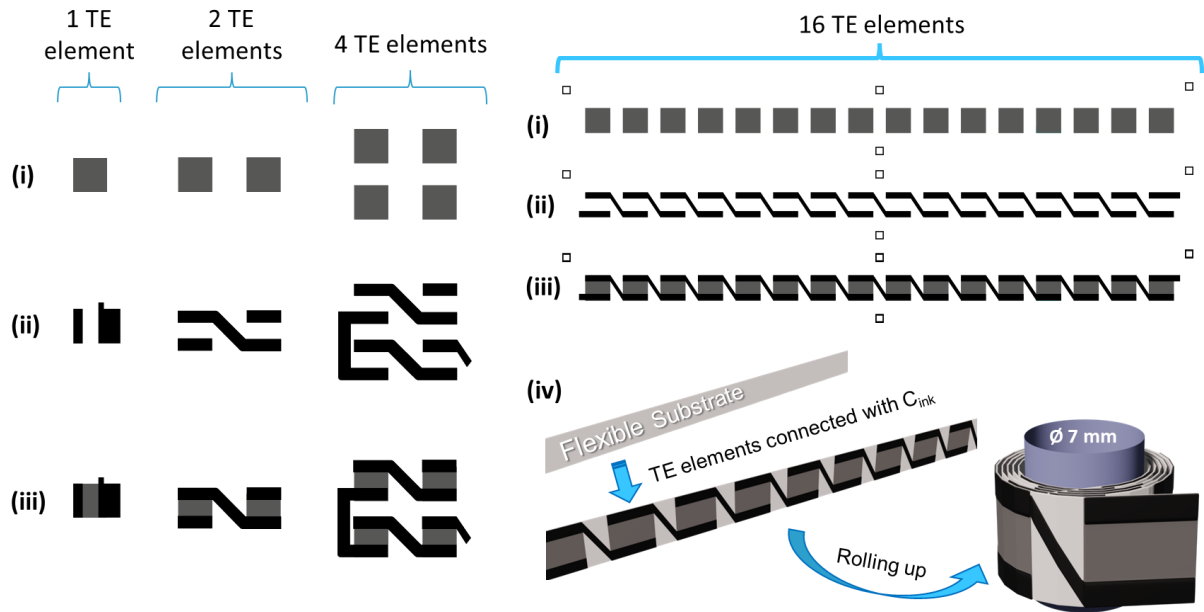 1 TE
element
2 TE
elements
4 TE elements
(i)
(ii)
(iii)
16 TE elements
(i)
(ii)
(iii)
(iv)
Flexible Substrate
TE elements connected with Cink
Rolling up
Ø 7 mm